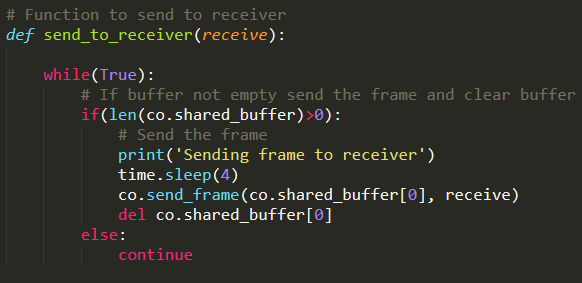 # Function to send to receiver
def send_to_receiver(receive):
while(True):
# If buffer not empty send the frame and clear buffer
if(len(co.shared_buffer)>0):
# Send the frame
print('Sending frame to receiver')
time.sleep(4)
co.send_frame(co.shared_buffer[0], receive)
del co.shared_buffer[0]
else:
continue